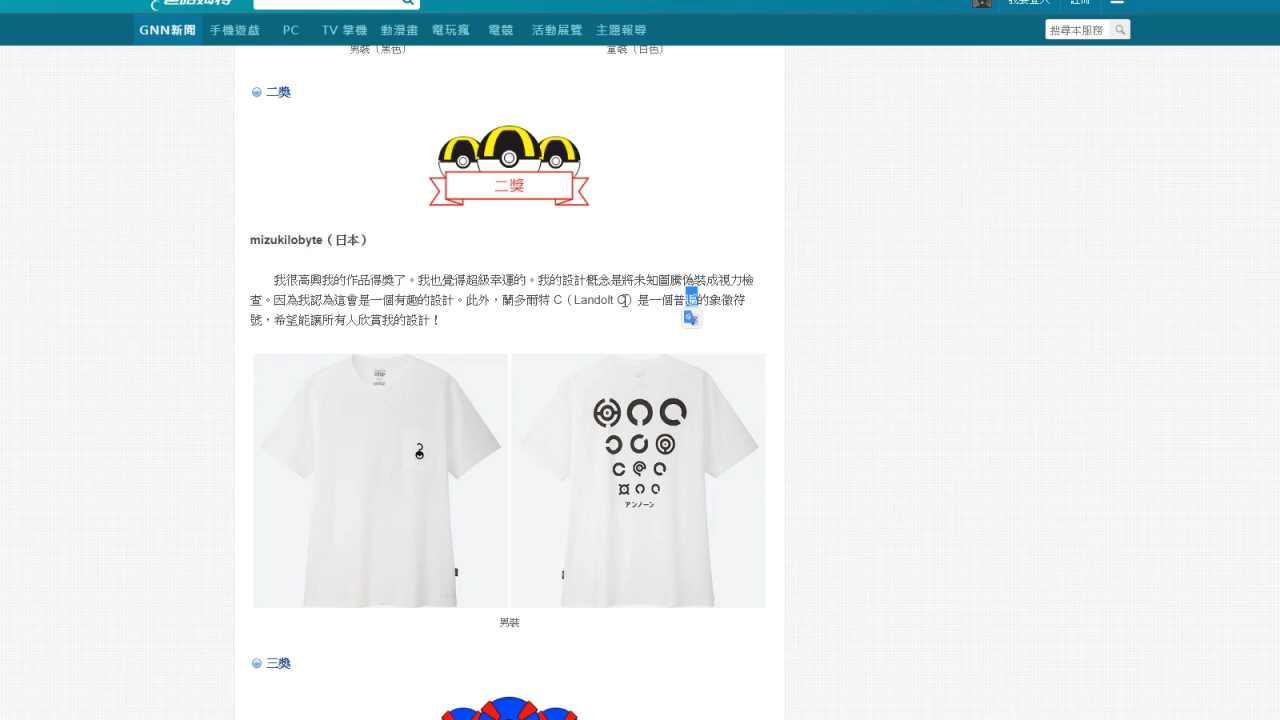 我要登入
註冊
GNN新聞 手機遊戲 PC TV 掌機 動漫畫 電玩瘋 電競 活動展覽 主題報導
搜尋本服務
男裝（黑色） 童裝（白色）
二獎
二獎
mizukilobyte（日本）
我很高興我的作品得獎了。我也覺得超級幸運的。我的設計概念是將未知圖騰偽裝成視力檢
查。因為我認為這會是一個有趣的設計。此外，蘭多爾特 C（Landolt C）是一個普遍的象徵符
號，希望能讓所有人欣賞我的設計！
アンノーン
男裝
三獎